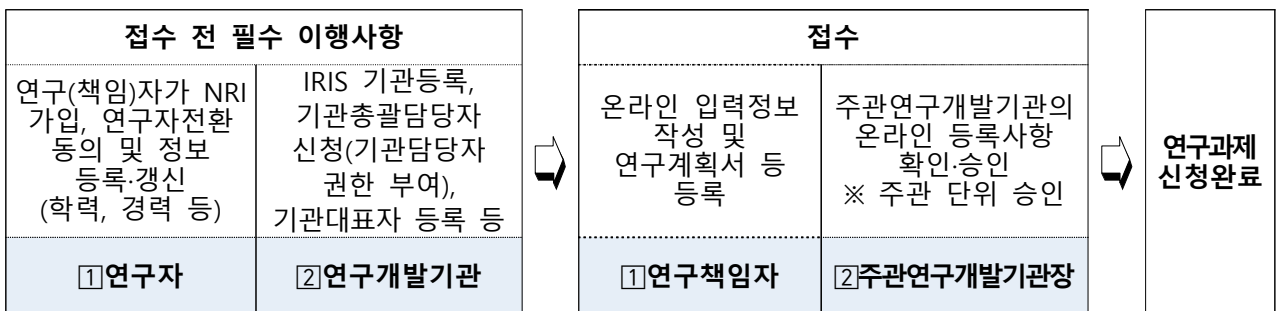 접수 전 필수 이행사항
연구(책임)자가 NRI
가입, 연구자전환
동의 및 정보
등록·갱신
(학력, 경력 등)
1연구자
IRIS 기관등록,
기관총괄담당자
신청(기관담당자
권한 부여),
기관대표자 등록 등
2연구개발기관
접수
온라인 입력정보
작성 및
연구계획서 등
등록
1연구책임자
주관연구개발기관의
온라인 등록사항
확인·승인
※ 주관 단위 승인
2주관연구개발기관장
연구과제
신청완료